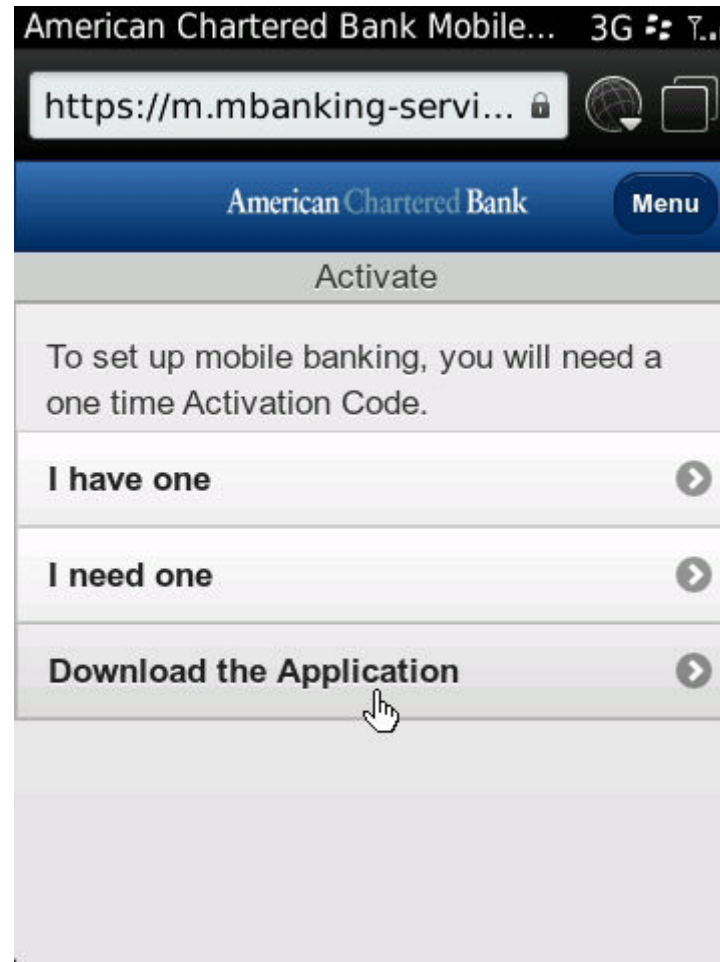 American Chartered Bank Mobile... 3G
https://m.mbanking-servi...
American Chartered Bank Menu
Activate
To set up mobile banking, you will need a
one time Activation Code.
I have one
I need one
Download the Application